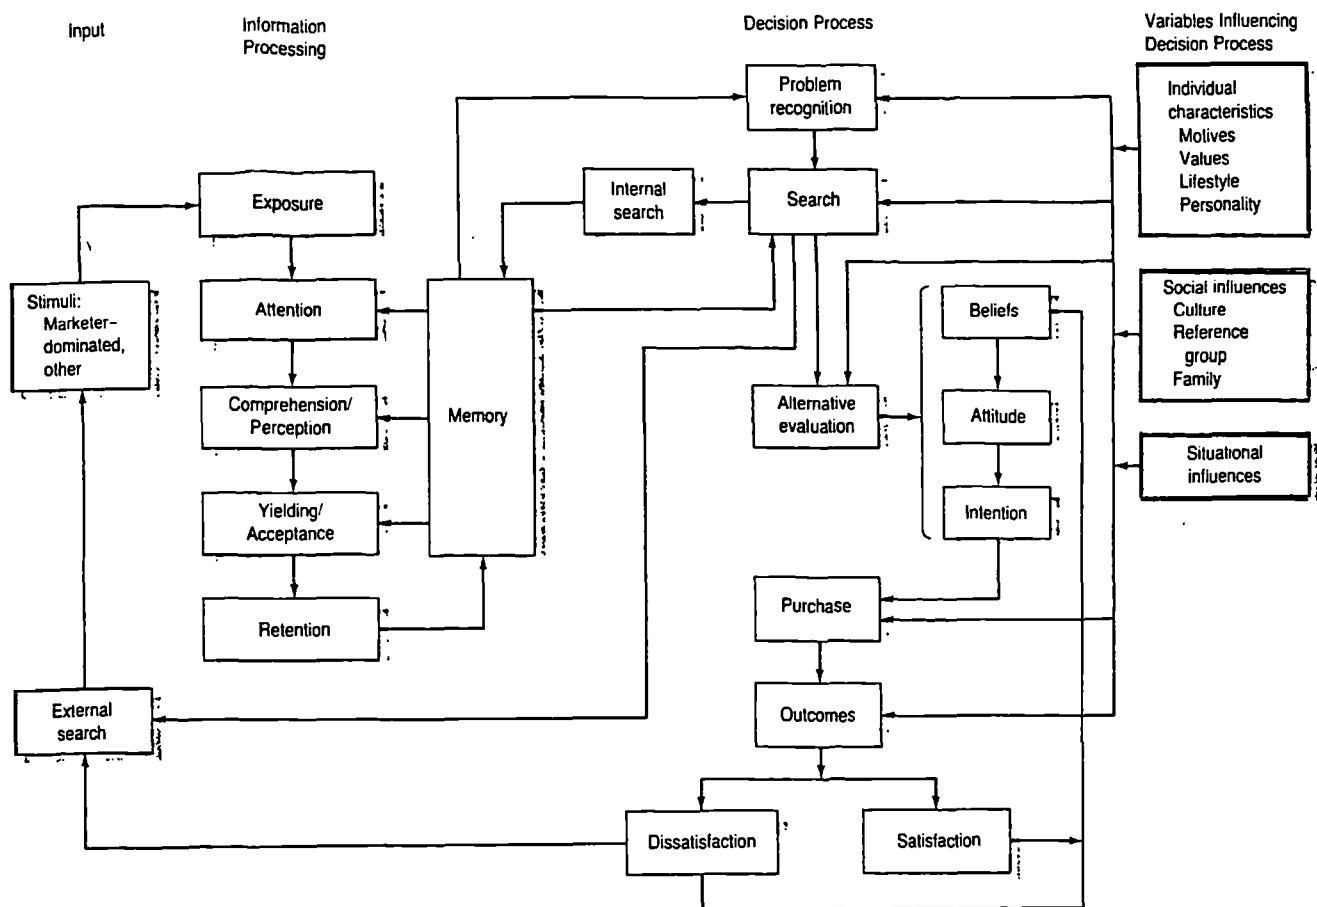 Input
Information
Processing
Decision Process
Variables Influencing
Decision Process
Problem
recognition
Individual
characteristics
Motives
Values
Lifestyle
Personality
Exposure
Internal
search
Search
Stimuli:
Marketer-
dominated,
other
Attention
Memory
Beliefs
Social influences
Culture
Reference
group
Family
Comprehension/
Perception
Alternative
evaluation
Attitude
Situational
influences
Yielding/
Acceptance
Intention
Retention
Purchase
External
search
Outcomes
Dissatisfaction
Satisfaction